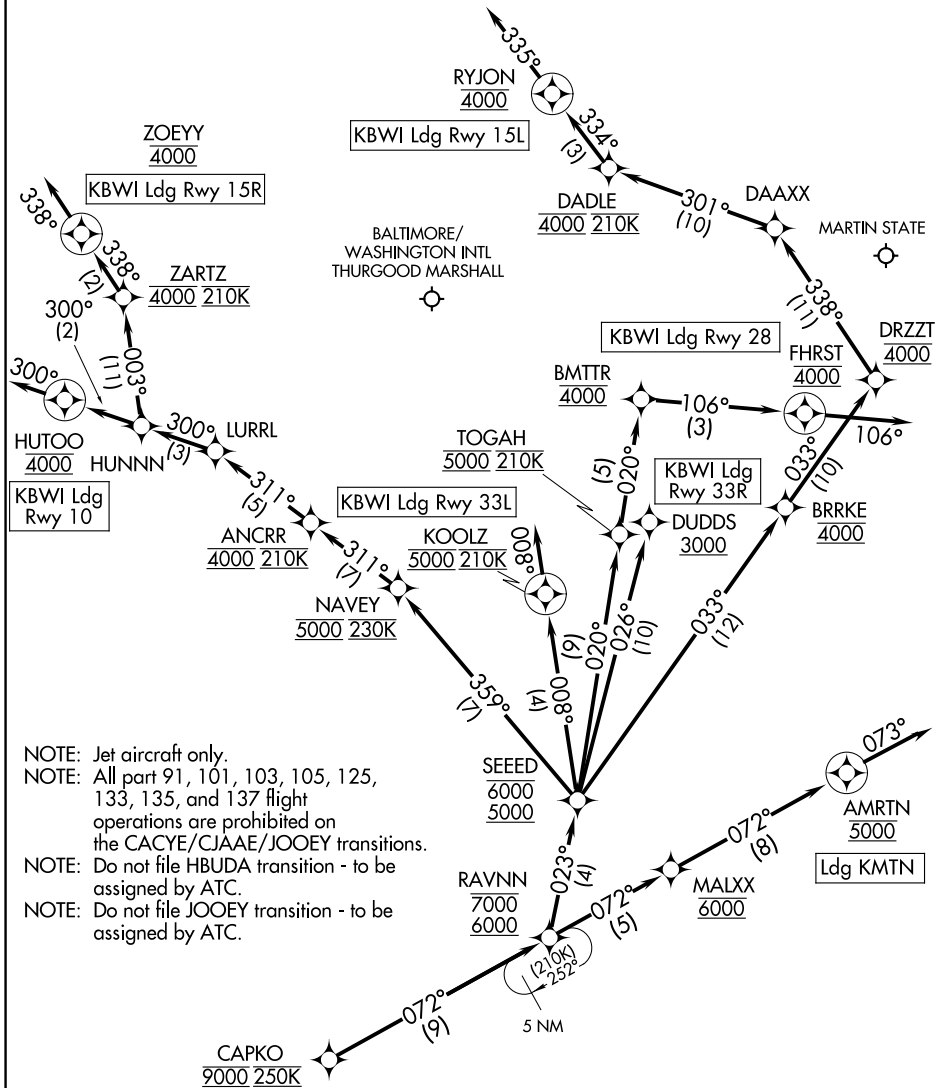 335°
RYJON
4000
KBWI Ldg Rwy 15L
334°
(3)
ZOEYY
4000
KBWI Ldg Rwy 15R
338°
DADLE
4000 210K
301°
(10)
DAAXX
MARTIN STATE
BALTIMORE/
WASHINGTON INTL
THURGOOD MARSHALL
338°
(2)
ZARTZ
4000 210K
300°
(2)
338°
(11)
KBWI Ldg Rwy 28
DRZZT
4000
FHRST
4000
003°
(11)
BMTTR
4000
106°
(3)
106°
300°
HUTOO
4000
HUNNN
300°
(3)
LURRL
KBWI Ldg
Rwy 10
TOGAH
5000 210K
020°
(5)
KBWI Ldg
Rwy 33R
033°
(10)
311°
(5)
KBWI Ldg Rwy 33L
DUDDS
3000
BRRKE
4000
ANCRR
4000 210K
KOOLZ
5000 210K
008°
311°
(7)
NAVEY
5000 230K
020°
(9)
026°
(10)
033°
(12)
008°
(4)
359°
(7)
NOTE: Jet aircraft only.
NOTE: All part 91, 101, 103, 105, 125,
133, 135, and 137 flight
operations are prohibited on
the CACYE/CJAAE/JOOEY transitions.
NOTE: Do not file HBUDA transition - to be
assigned by ATC.
NOTE: Do not file JOOEY transition - to be
assigned by ATC.
SEEED
6000
5000
073°
AMRTN
5000
Ldg KMTN
072°
(8)
RAVNN
7000
6000
023°
(4)
MALXX
6000
072°
(5)
(210K)
252°
5 NM
072°
(9)
CAPKO
9000 250K